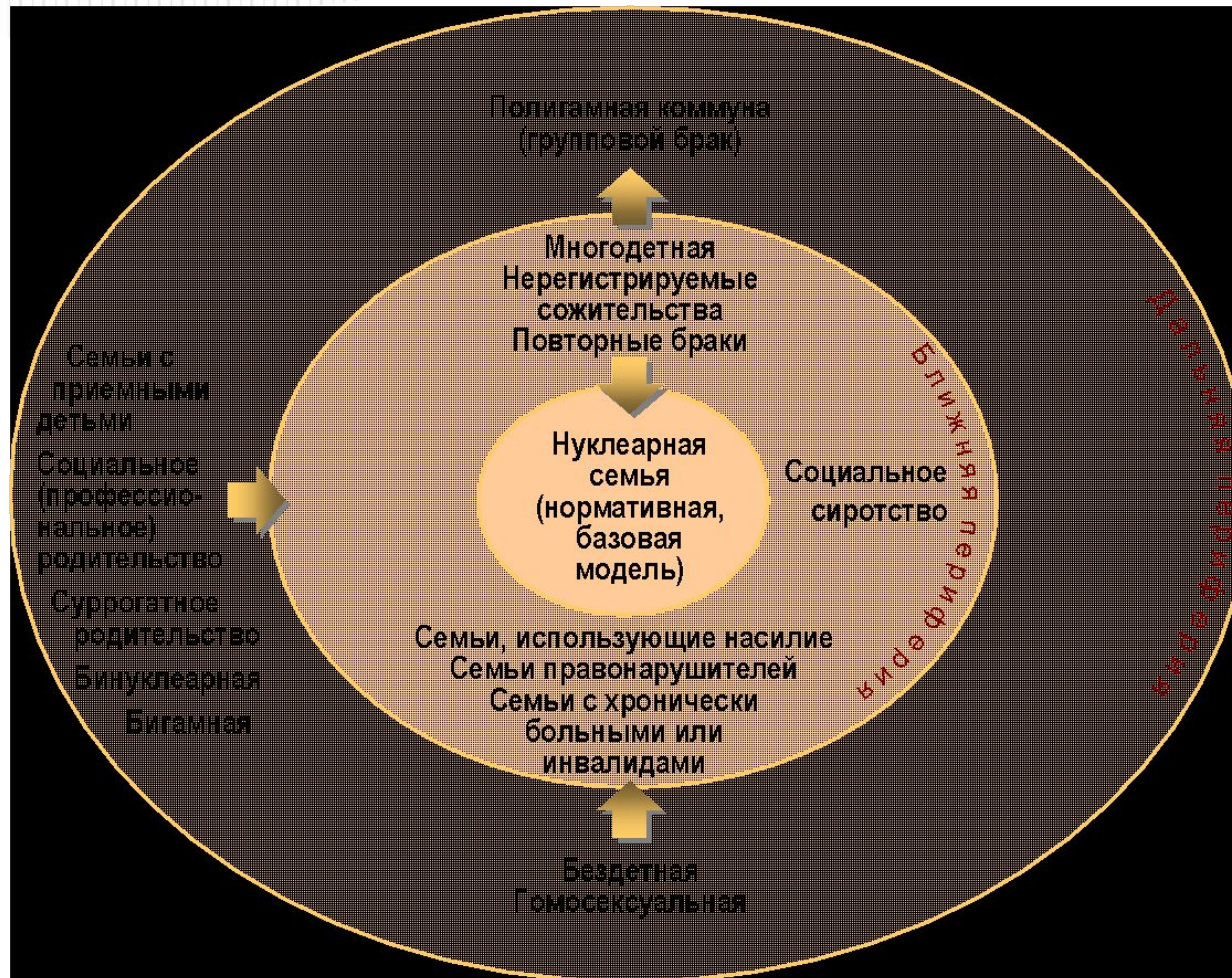 Полигамная коммуна
(групповой брак)
Многодетная
Нерегистрируемые
сожительства
Повторные браки
Семьи с
приемными
детьми
Социальное
(профессио-
нальное)
родительство
Суррогатное
родительство
Бинуклеарная
Бигамная
Нуклеарная
семья
(нормативная,
базовая
модель)
Социальное
сиротство
Ближняя периферия
Дальняя периферия
Семьи, использующие насилие
Семьи правонарушителей
Семьи с хронически
больными или
инвалидами
Бездетная
Гомосексуальная